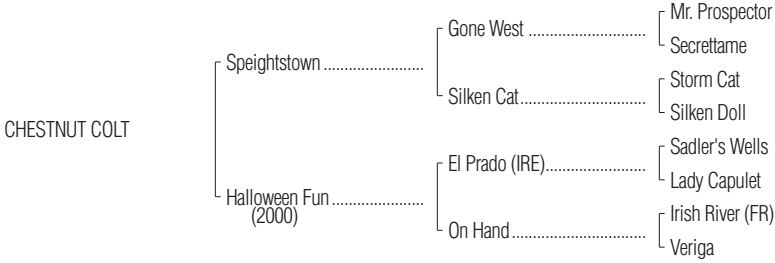 Mr. Prospector
Gone West ..............................
Secrettame
Speightstown ........................
Storm Cat
Silken Cat................................
Silken Doll
CHESTNUT COLT
Sadler's Wells
El Prado (IRE)..........................
Lady Capulet
Halloween Fun ......................
(2000)
Irish River (FR)
On Hand..................................
Veriga